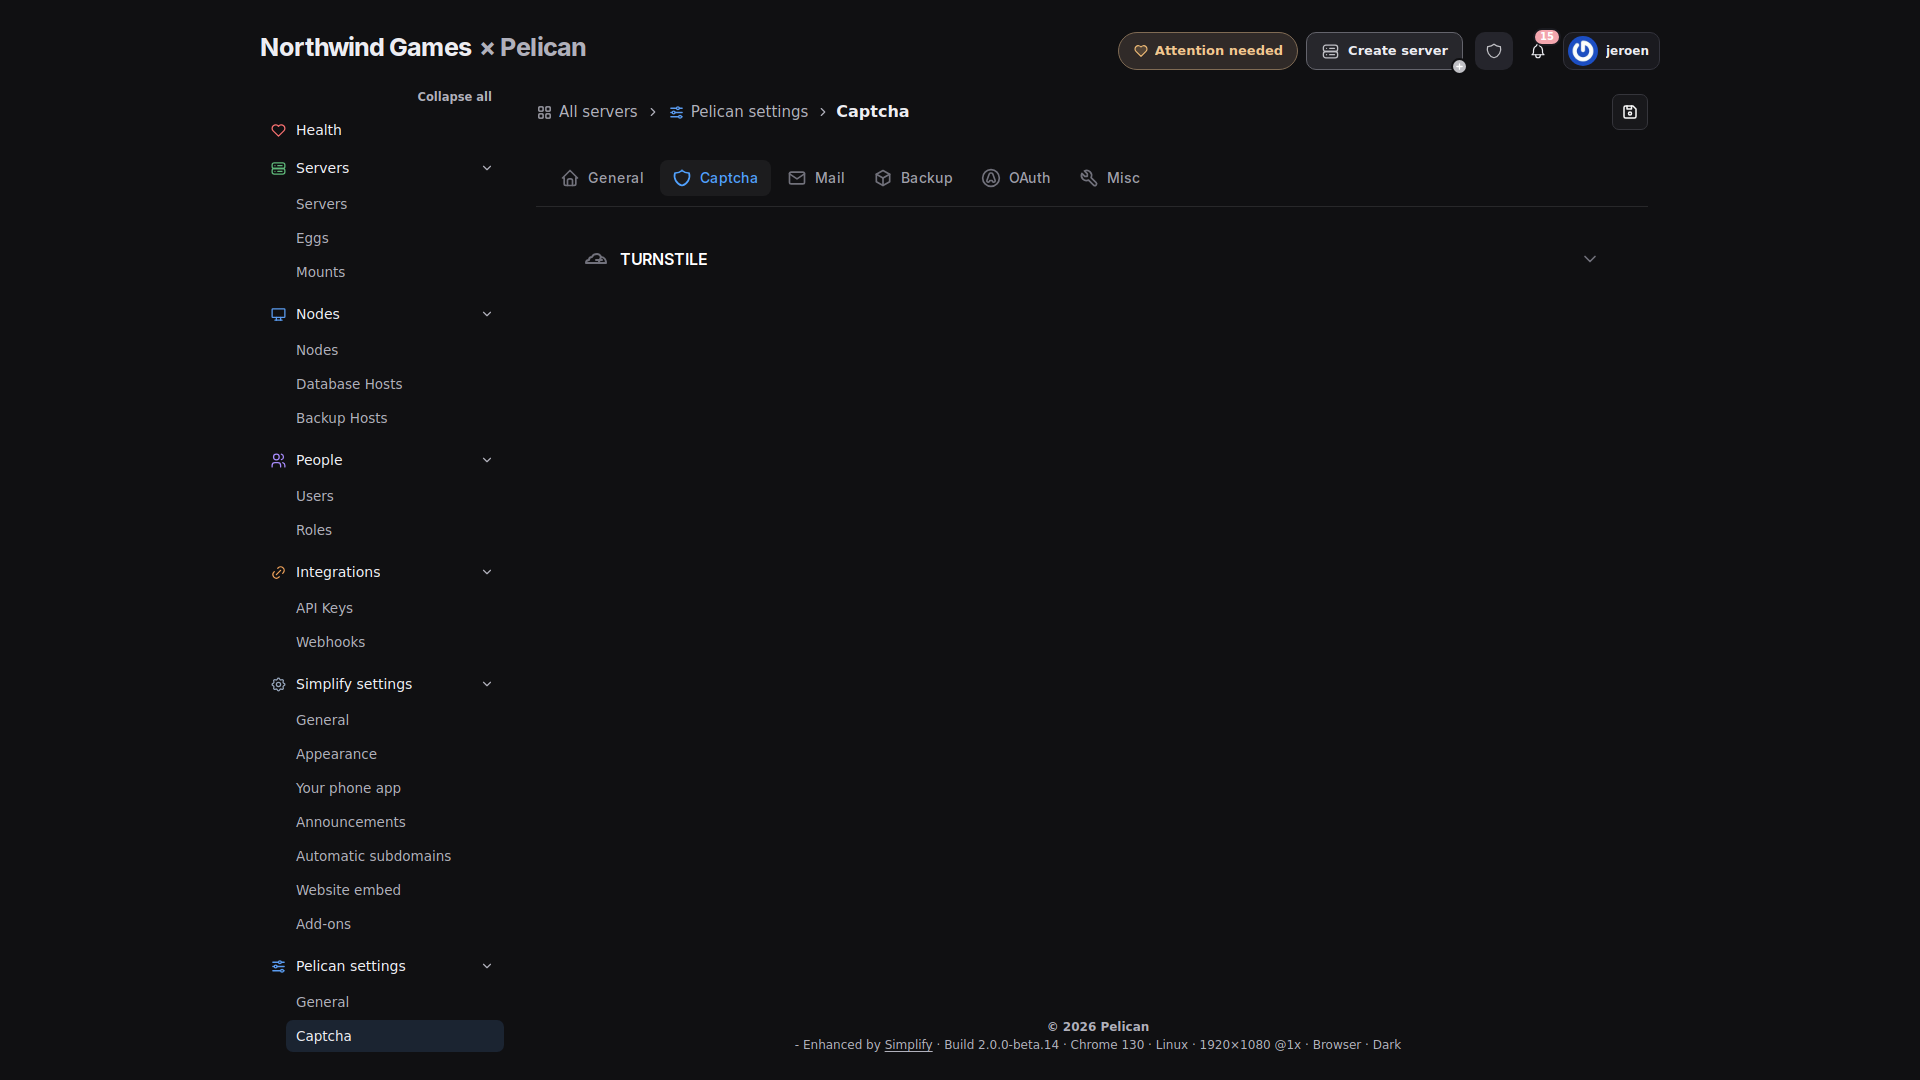 Northwind Games × Pelican
Attention needed
Create server
15
jeroen
Collapse all
Health
Servers
Servers
Eggs
Mounts
Nodes
Nodes
Database Hosts
Backup Hosts
People
Users
Roles
Integrations
API Keys
Webhooks
Simplify settings
General
Appearance
Your phone app
Announcements
Automatic subdomains
Website embed
Add-ons
Pelican settings
General
Captcha
All servers > Pelican settings > Captcha
General
Captcha
Mail
Backup
OAuth
Misc
TURNSTILE
© 2026 Pelican
- Enhanced by Simplify · Build 2.0.0-beta.14 · Chrome 130 · Linux · 1920×1080 @1x · Browser · Dark